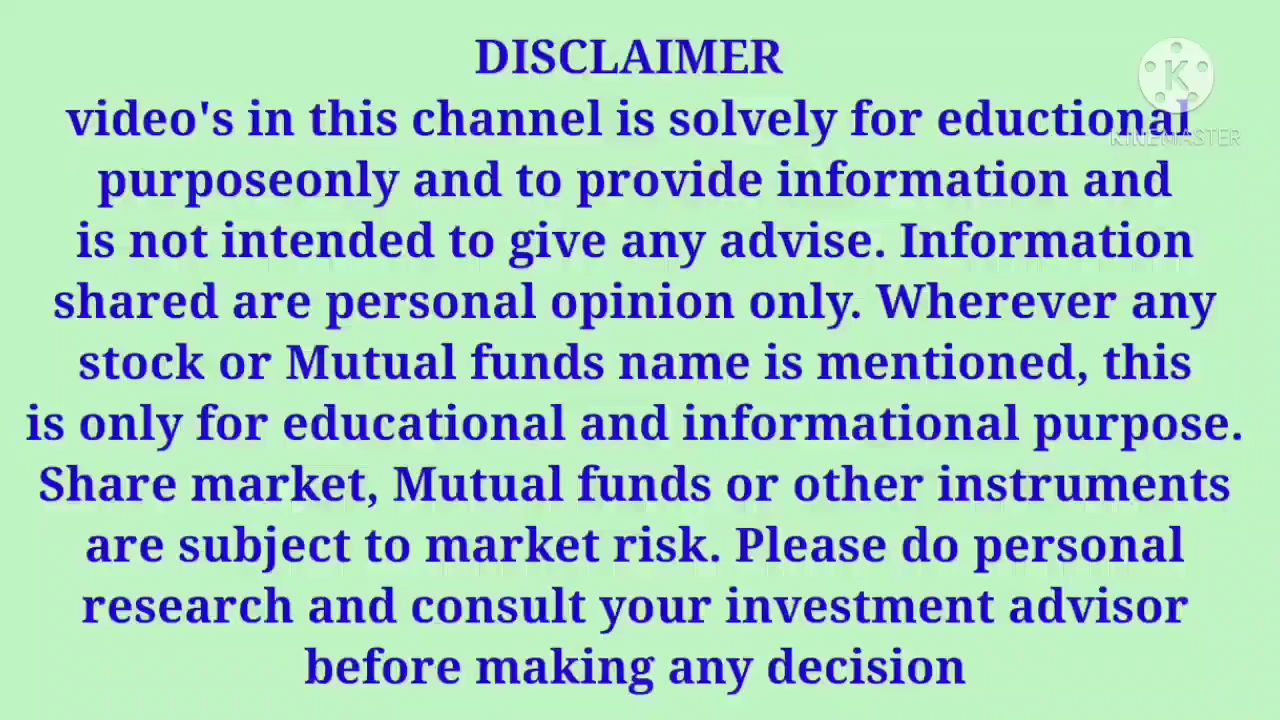 DISCLAIMER
video's in this channel is solvely for eductional
purposeonly and to provide information and
is not intended to give any advise. Information
shared are personal opinion only. Wherever any
stock or Mutual funds name is mentioned, this
is only for educational and informational purpose.
Share market, Mutual funds or other instruments
are subject to market risk. Please do personal
research and consult your investment advisor
before making any decision
K
KINEMASTER